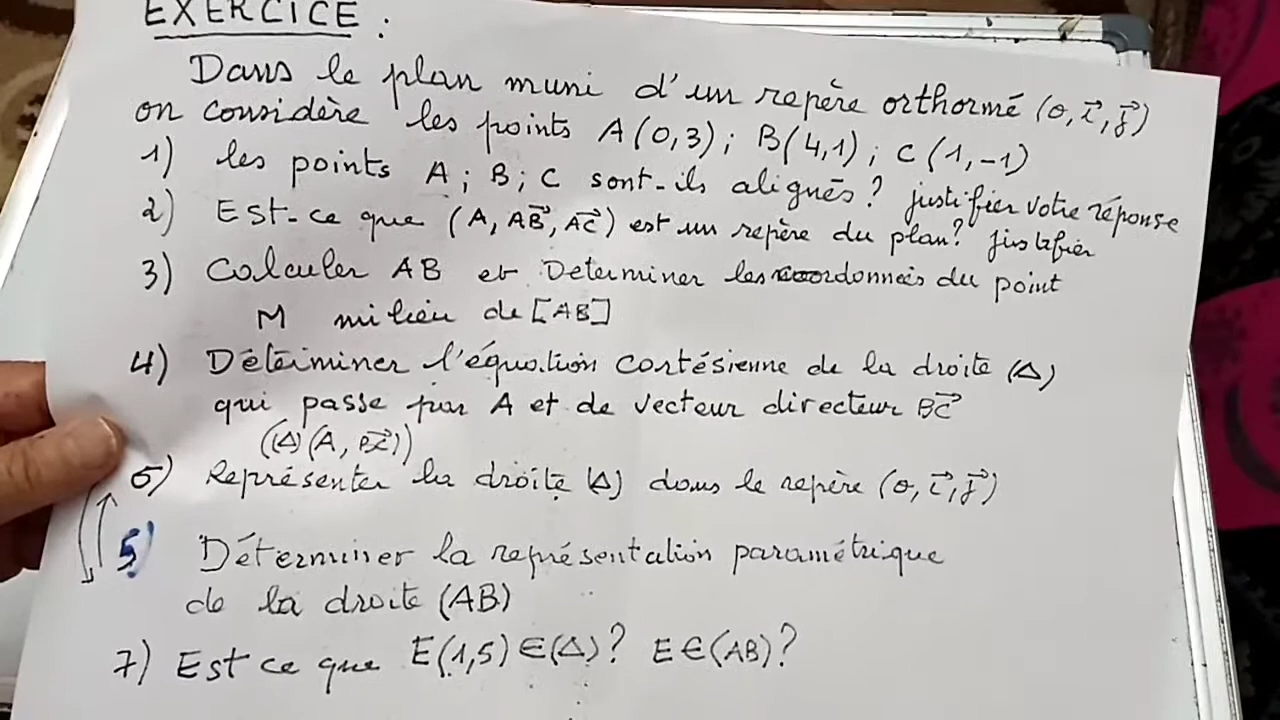 EXERCICE :
Dans le plan muni d'un repère orthormé (o, i⃗, j⃗)
on considère les points A(0,3) ; B(4,1) ; C(1,-1)
1) les points A ; B ; C sont-ils alignés ? justifier votre réponse
2) Est-ce que (A, AB⃗, AC⃗) est un repère du plan? justifier
3) Calculer AB et Determiner les coordonnées du point
M milieu de [AB]
4) Détèiminer l'équation cartésienne de la droite (Δ)
qui passe par A et de vecteur directeur BC⃗
((Δ)(A, BC⃗))
6) Représenter la droite (Δ) dans le repère (o, i⃗, j⃗)
5) Déterminer la représentation paramétrique
de la droite (AB)
7) Est ce que E(1,5) ∈ (Δ) ? E ∈ (AB) ?